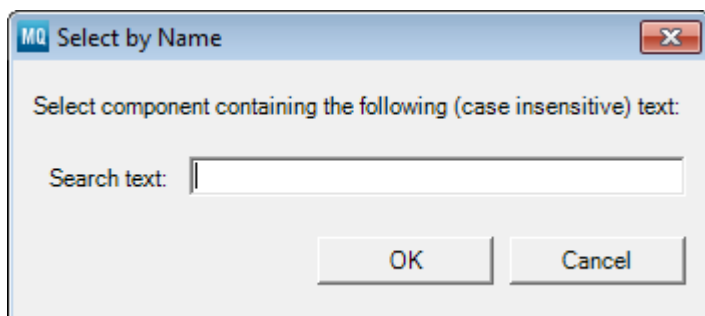 MQ Select by Name
Select component containing the following (case insensitive) text:
Search text:
OK Cancel